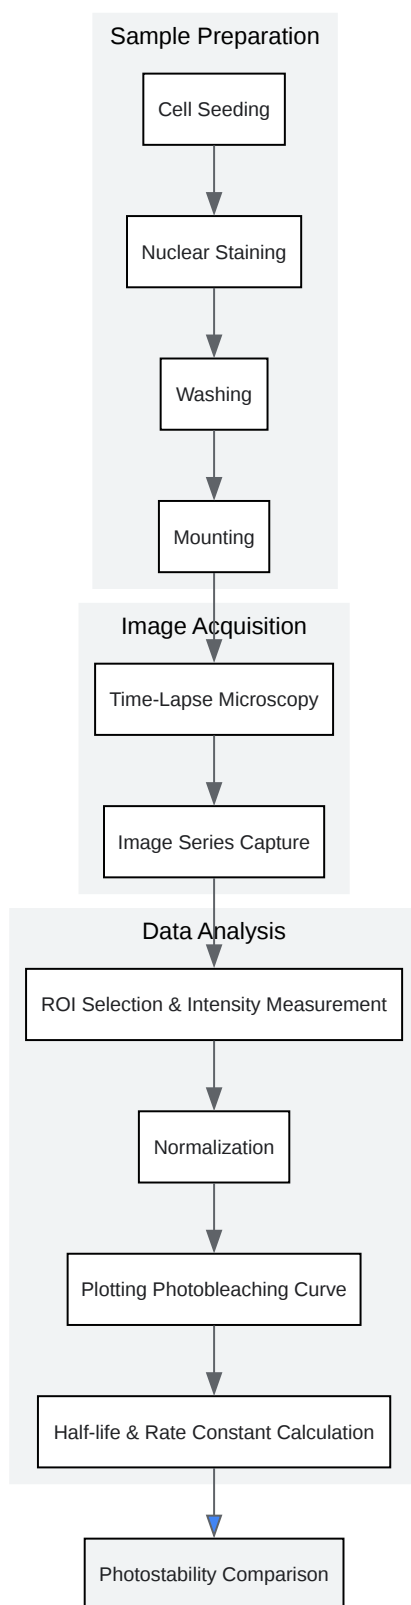 Sample Preparation
Cell Seeding
Nuclear Staining
Washing
Mounting
Image Acquisition
Time-Lapse Microscopy
Image Series Capture
Data Analysis
ROI Selection & Intensity Measurement
Normalization
Plotting Photobleaching Curve
Half-life & Rate Constant Calculation
Photostability Comparison